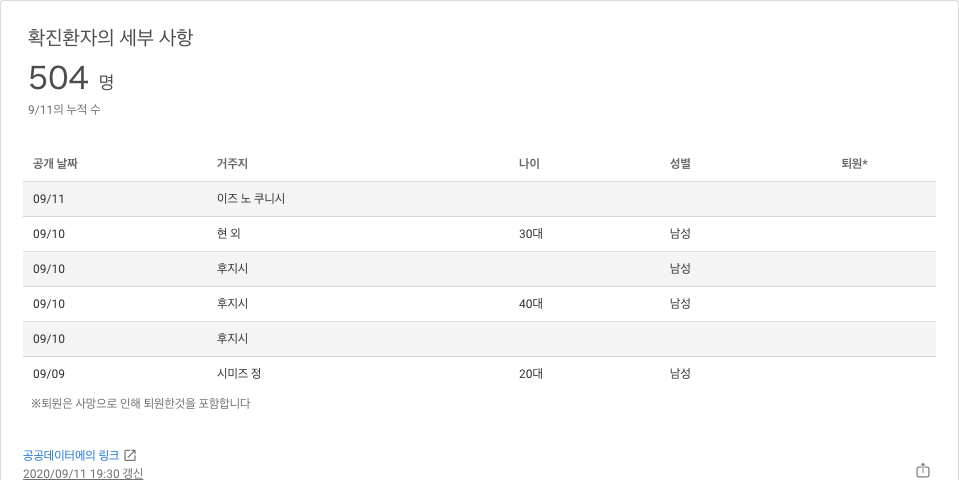 확진환자의 세부 사항
504 명
9/11의 누적 수
공개 날짜 거주지 나이 성별 퇴원*
09/11 이즈 노 쿠니시
09/10 현 외 30대 남성
09/10 후지시 남성
09/10 후지시 40대 남성
09/10 후지시
09/09 시미즈 정 20대 남성
※퇴원은 사망으로 인해 퇴원한것을 포함합니다
공공데이터에의 링크
2020/09/11 19:30 갱신